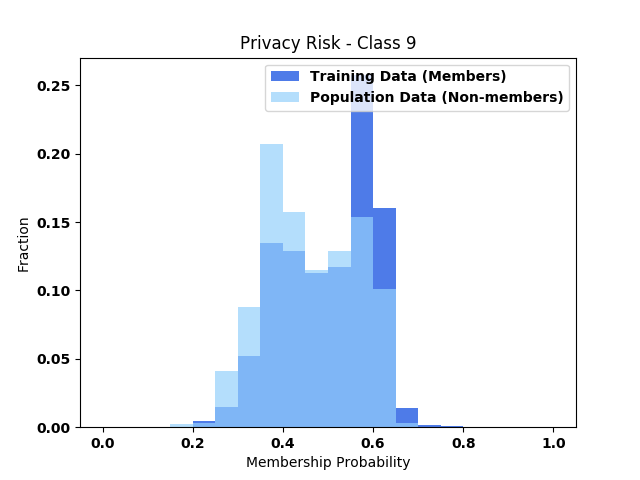 Privacy Risk - Class 9
Training Data (Members)
Population Data (Non-members)
Fraction
0.25
0.20
0.15
0.10
0.05
0.00
0.0 0.2 0.4 0.6 0.8 1.0
Membership Probability